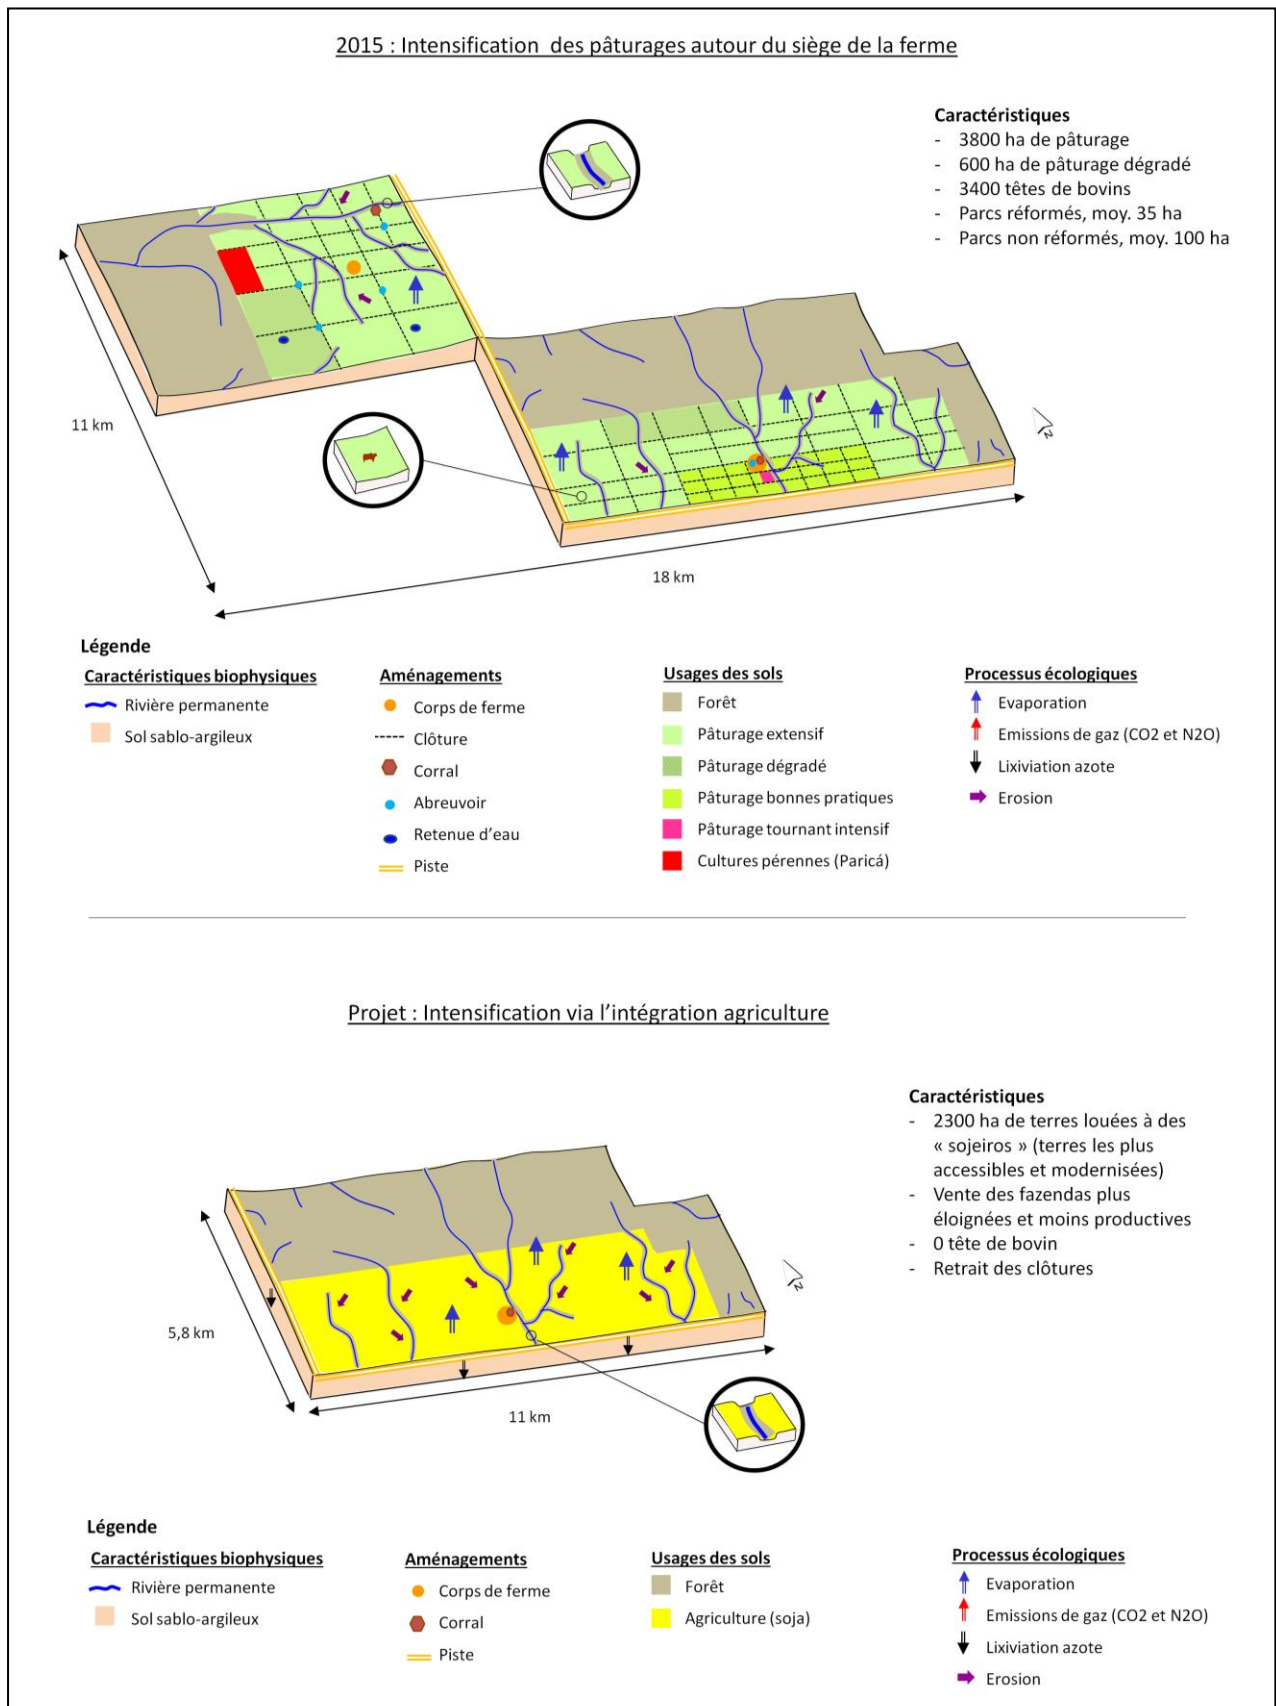 2015 : Intensification des pâturages autour du siège de la ferme
Caractéristiques
- 3800 ha de pâturage
- 600 ha de pâturage dégradé
- 3400 têtes de bovins
- Parcs réformés, moy. 35 ha
- Parcs non réformés, moy. 100 ha
11 km
18 km
N
Légende
Caractéristiques biophysiques
Rivière permanente
Sol sablo-argileux
Aménagements
Corps de ferme
Clôture
Corral
Abreuvoir
Retenue d'eau
Piste
Usages des sols
Forêt
Pâturage extensif
Pâturage dégradé
Pâturage bonnes pratiques
Pâturage tournant intensif
Cultures pérennes (Paricá)
Processus écologiques
Evaporation
Emissions de gaz (CO2 et N2O)
Lixiviation azote
Erosion
Projet : Intensification via l'intégration agriculture
Caractéristiques
- 2300 ha de terres louées à des
« sojeiros » (terres les plus
accessibles et modernisées)
- Vente des fazendas plus
éloignées et moins productives
- 0 tête de bovin
- Retrait des clôtures
5,8 km
11 km
N
Légende
Caractéristiques biophysiques
Rivière permanente
Sol sablo-argileux
Aménagements
Corps de ferme
Corral
Piste
Usages des sols
Forêt
Agriculture (soja)
Processus écologiques
Evaporation
Emissions de gaz (CO2 et N2O)
Lixiviation azote
Erosion